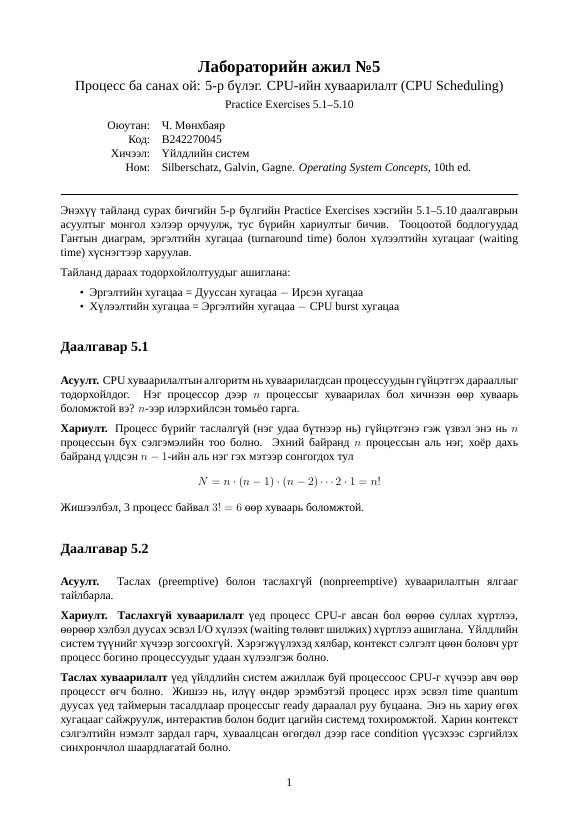 Лабораторийн ажил №5
Процесс ба санах ой: 5-р бүлэг. CPU-ийн хуваарилалт (CPU Scheduling)
Practice Exercises 5.1–5.10
Оюутан: Ч. Мөнхбаяр
Код: B242270045
Хичээл: Үйлдлийн систем
Ном: Silberschatz, Galvin, Gagne. Operating System Concepts, 10th ed.
Энэхүү тайланд сурах бичгийн 5-р бүлгийн Practice Exercises хэсгийн 5.1–5.10 даалгаврын
асуултыг монгол хэлээр орчуулж, тус бүрийн хариултыг бичив. Тооцоотой бодлогуудад
Гантын диаграм, эргэлтийн хугацаа (turnaround time) болон хүлээлтийн хугацааг (waiting
time) хүснэгтээр харуулав.
Тайланд дараах тодорхойлолтуудыг ашиглана:
• Эргэлтийн хугацаа = Дууссан хугацаа − Ирсэн хугацаа
• Хүлээлтийн хугацаа = Эргэлтийн хугацаа − CPU burst хугацаа
Даалгавар 5.1
Асуулт. CPU хуваарилалтын алгоритм нь хуваарилагдсан процессуудын гүйцэтгэх дарааллыг
тодорхойлдог. Нэг процессор дээр n процессыг хуваарилах бол хичнээн өөр хуваарь
боломжтой вэ? n-ээр илэрхийлсэн томьёо гарга.
Хариулт. Процесс бүрийг таслалгүй (нэг удаа бүтнээр нь) гүйцэтгэнэ гэж үзвэл энэ нь n
процессын бүх сэлгэмэлийн тоо болно. Эхний байранд n процессын аль нэг, хоёр дахь
байранд үлдсэн n − 1-ийн аль нэг гэх мэтээр сонгогдох тул
N = n · (n − 1) · (n − 2) · · · 2 · 1 = n!
Жишээлбэл, 3 процесс байвал 3! = 6 өөр хуваарь боломжтой.
Даалгавар 5.2
Асуулт. Таслах (preemptive) болон таслахгүй (nonpreemptive) хуваарилалтын ялгааг
тайлбарла.
Хариулт. Таслахгүй хуваарилалт үед процесс CPU-г авсан бол өөрөө суллах хүртлээ,
өөрөөр хэлбэл дуусах эсвэл I/O хүлээх (waiting төлөвт шилжих) хүртлээ ашиглана. Үйлдлийн
систем түүнийг хүчээр зогсоохгүй. Хэрэгжүүлэхэд хялбар, контекст сэлгэлт цөөн боловч урт
процесс богино процессуудыг удаан хүлээлгэж болно.
Таслах хуваарилалт үед үйлдлийн систем ажиллаж буй процессоос CPU-г хүчээр авч өөр
процесст өгч болно. Жишээ нь, илүү өндөр эрэмбэтэй процесс ирэх эсвэл time quantum
дуусах үед таймерын тасалдлаар процессыг ready дараалал руу буцаана. Энэ нь хариу өгөх
хугацааг сайжруулж, интерактив болон бодит цагийн системд тохиромжтой. Харин контекст
сэлгэлтийн нэмэлт зардал гарч, хуваалцсан өгөгдөл дээр race condition үүсэхээс сэргийлэх
синхрончлол шаардлагатай болно.
1